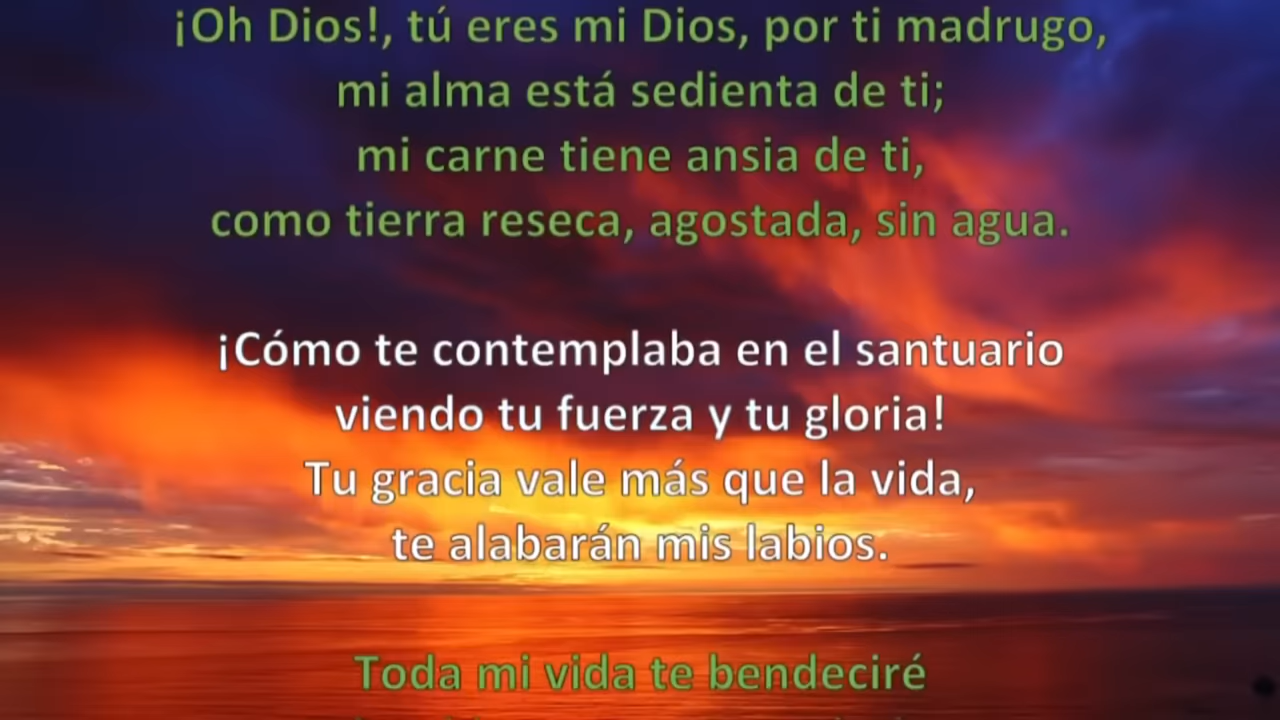 ¡Oh Dios!, tú eres mi Dios, por ti madrugo,
mi alma está sedienta de ti;
mi carne tiene ansia de ti,
como tierra reseca, agostada, sin agua.
¡Cómo te contemplaba en el santuario
viendo tu fuerza y tu gloria!
Tu gracia vale más que la vida,
te alabarán mis labios.
Toda mi vida te bendeciré